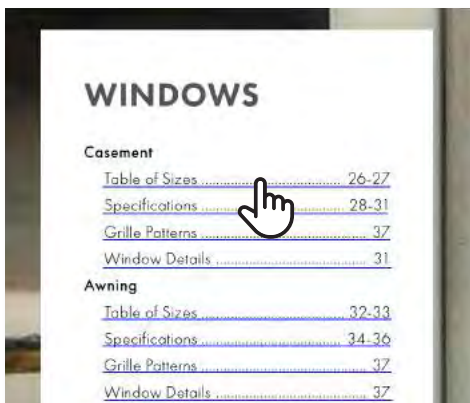 WINDOWS
Casement
Table of Sizes 26-27
Specifications 28-31
Grille Patterns 37
Window Details 31
Awning
Table of Sizes 32-33
Specifications 34-36
Grille Patterns 37
Window Details 37